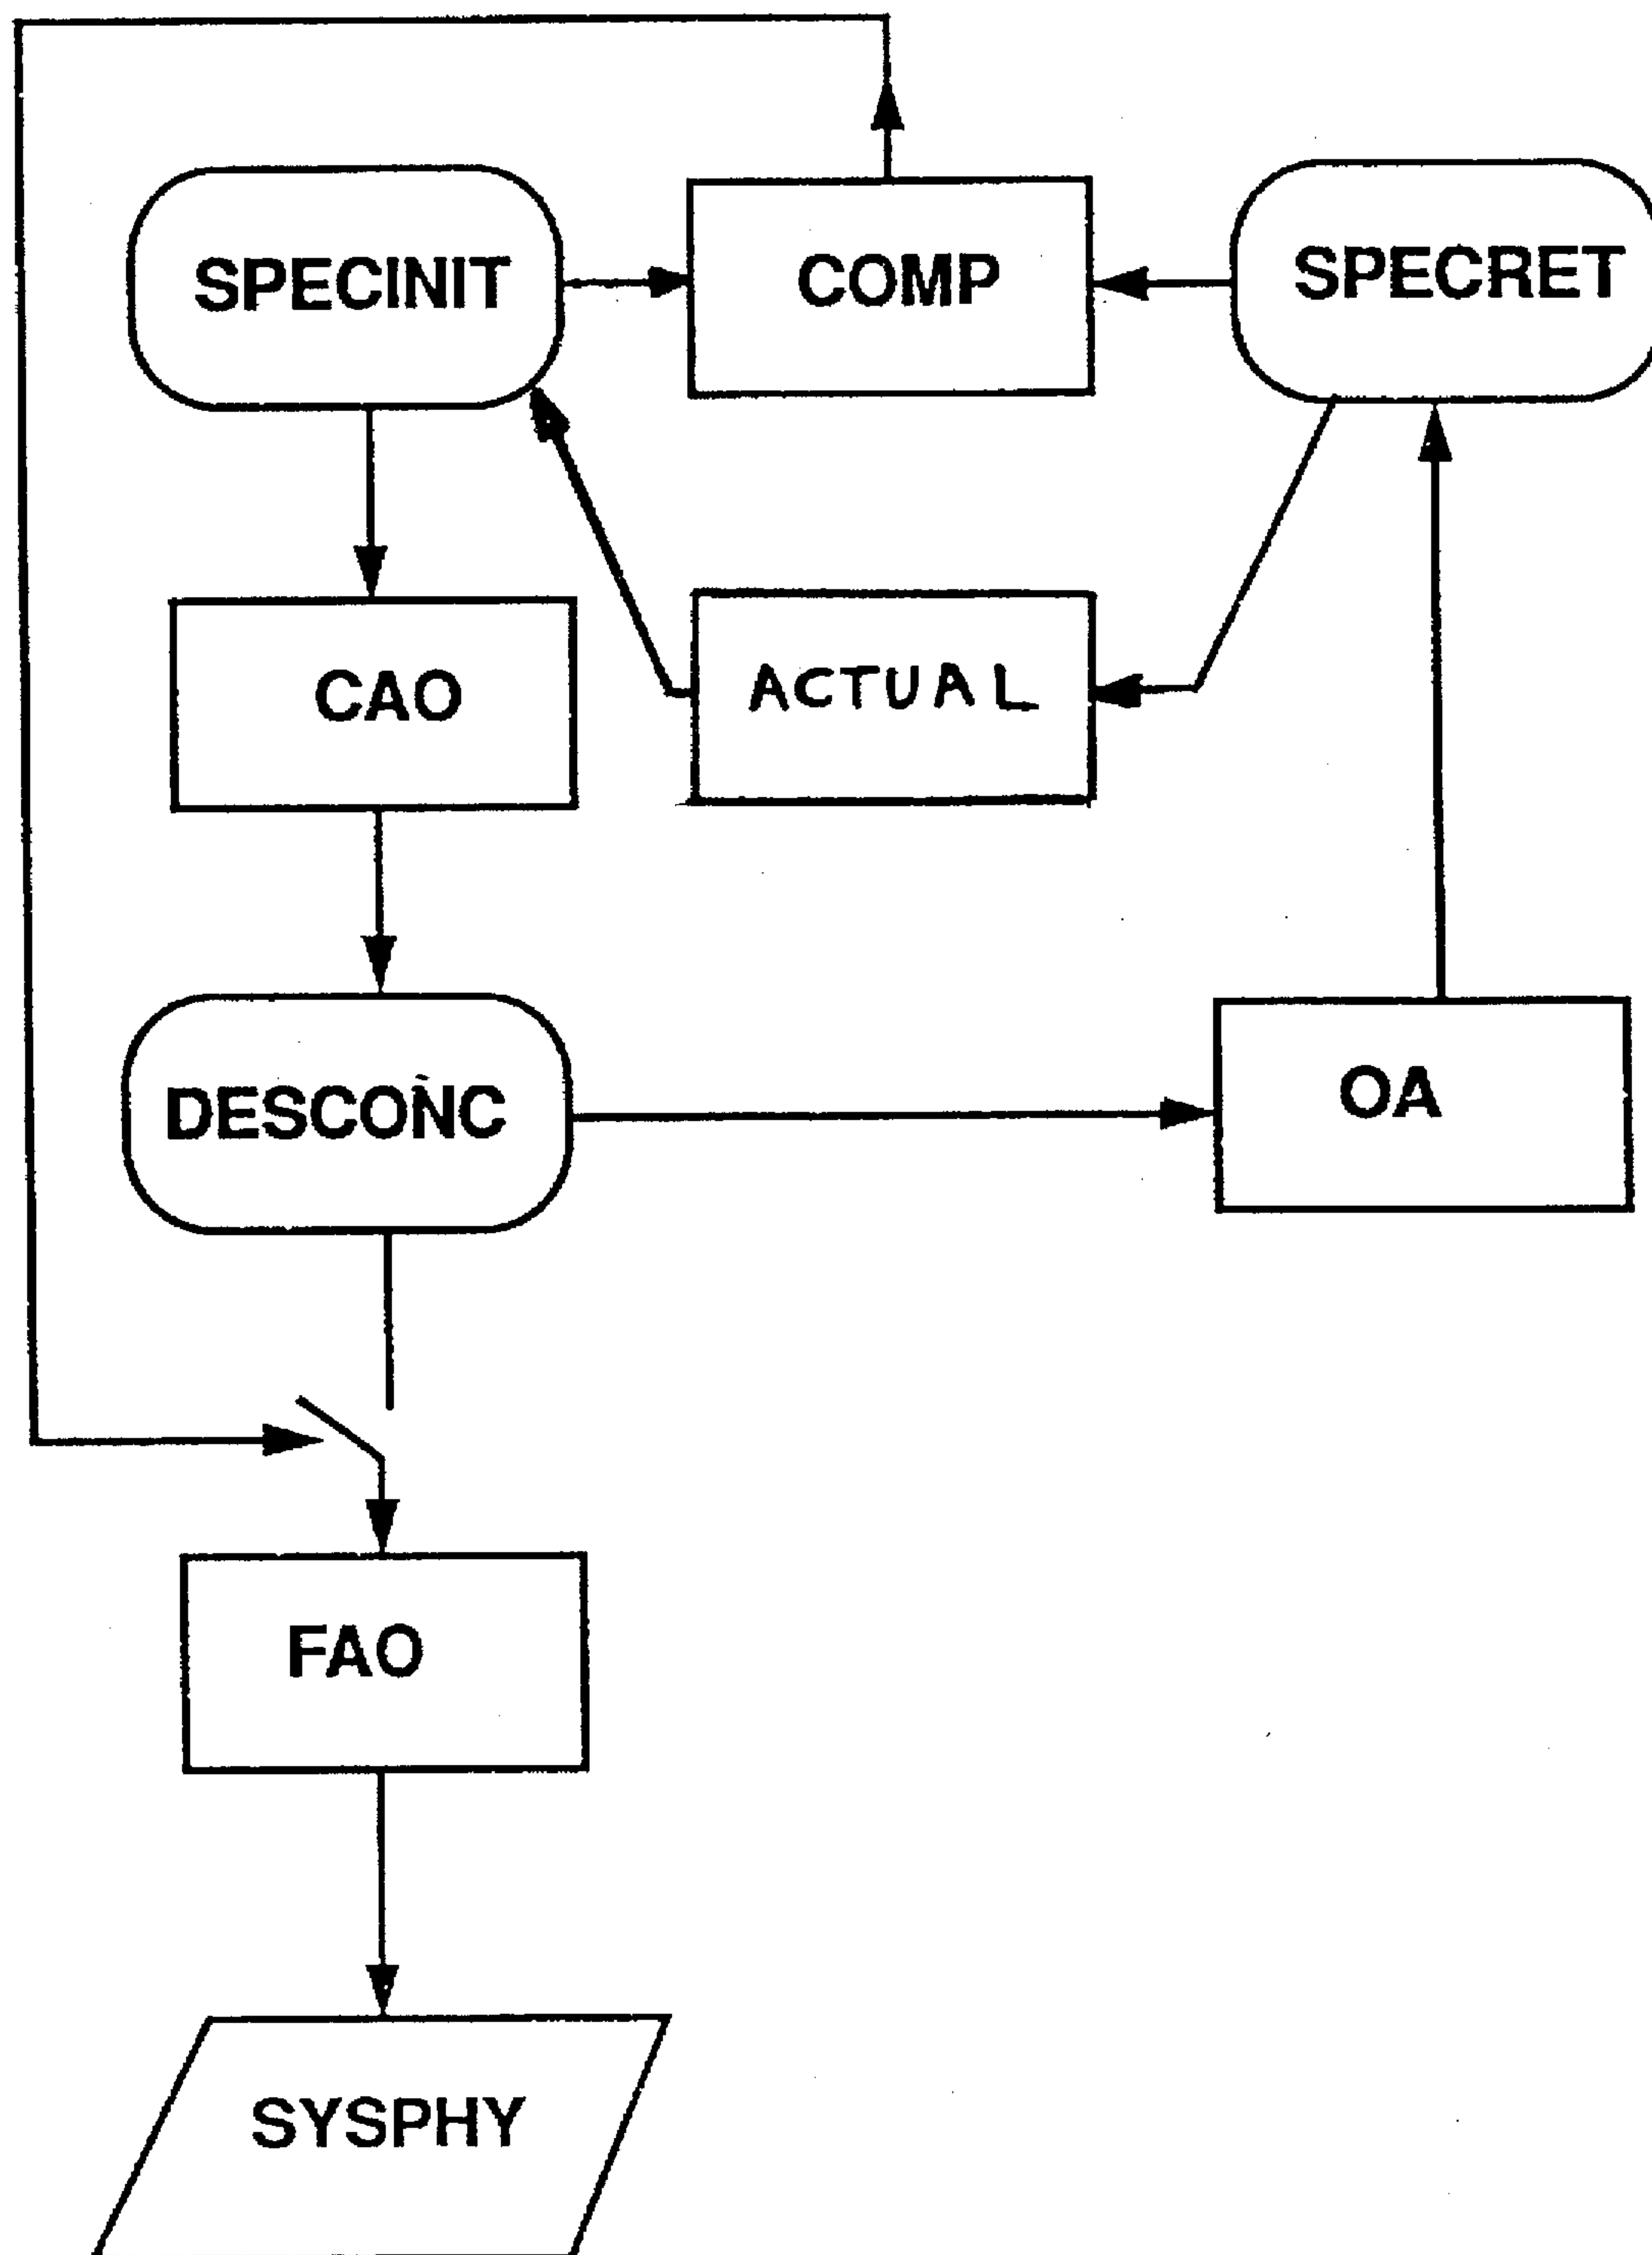 SPECINIT
COMP
SPECRET
CAO
ACTUAL
DESCONC
OA
FAO
SYSPHY